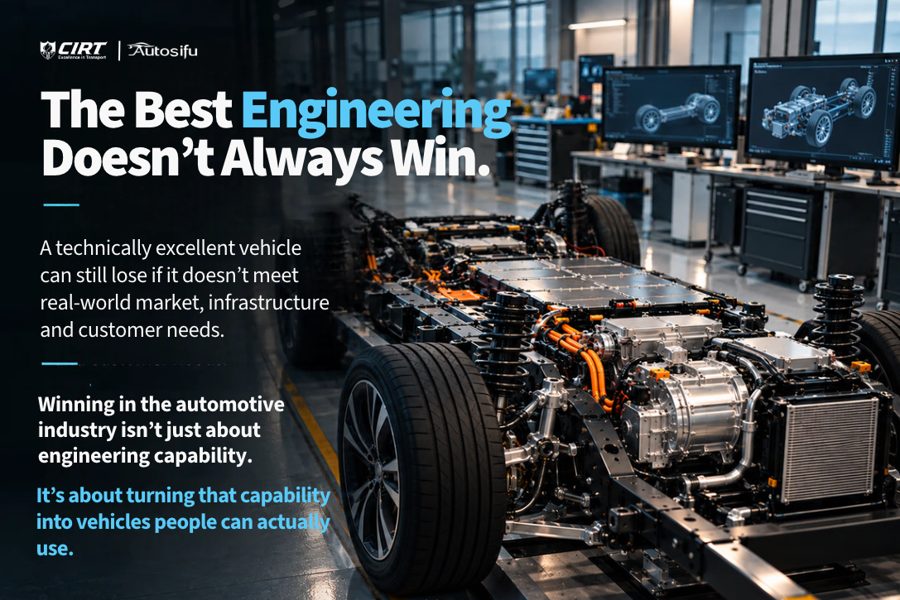 CIRT
Excellence in Transport
Autosifu
The Best Engineering
Doesn't Always Win.
A technically excellent vehicle
can still lose if it doesn't meet
real-world market, infrastructure
and customer needs.
Winning in the automotive
industry isn't just about
engineering capability.
It's about turning that capability
into vehicles people can actually
use.